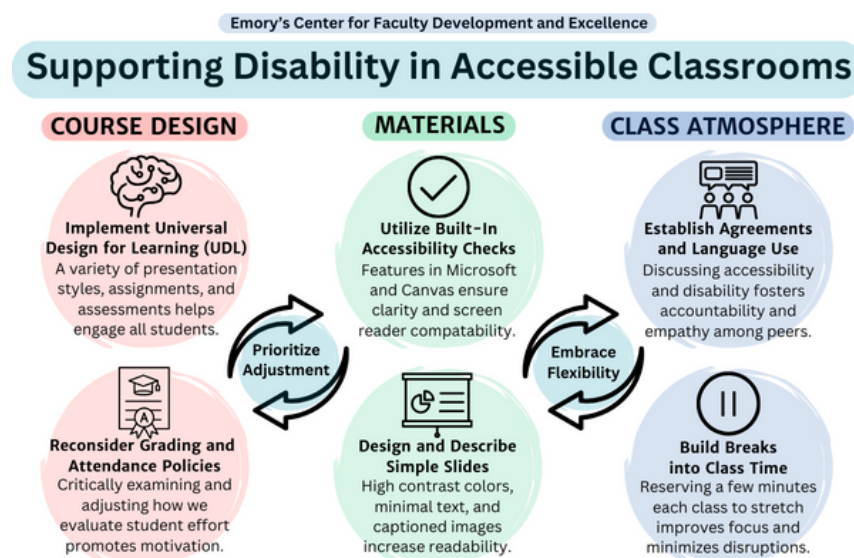 Emory's Center for Faculty Development and Excellence
Supporting Disability in Accessible Classrooms
COURSE DESIGN
Implement Universal
Design for Learning (UDL)
A variety of presentation
styles, assignments, and
assessments helps
engage all students.
A
Reconsider Grading and
Attendance Policies
Critically examining and
adjusting how we
evaluate student effort
promotes motivation.
Prioritize
Adjustment
MATERIALS
Utilize Built-In
Accessibility Checks
Features in Microsoft
and Canvas ensure
clarity and screen
reader compatability.
Design and Describe
Simple Slides
High contrast colors,
minimal text, and
captioned images
increase readability.
Embrace
Flexibility
CLASS ATMOSPHERE
Establish Agreements
and Language Use
Discussing accessibility
and disability fosters
accountability and
empathy among peers.
Build Breaks
into Class Time
Reserving a few minutes
each class to stretch
improves focus and
minimizes disruptions.